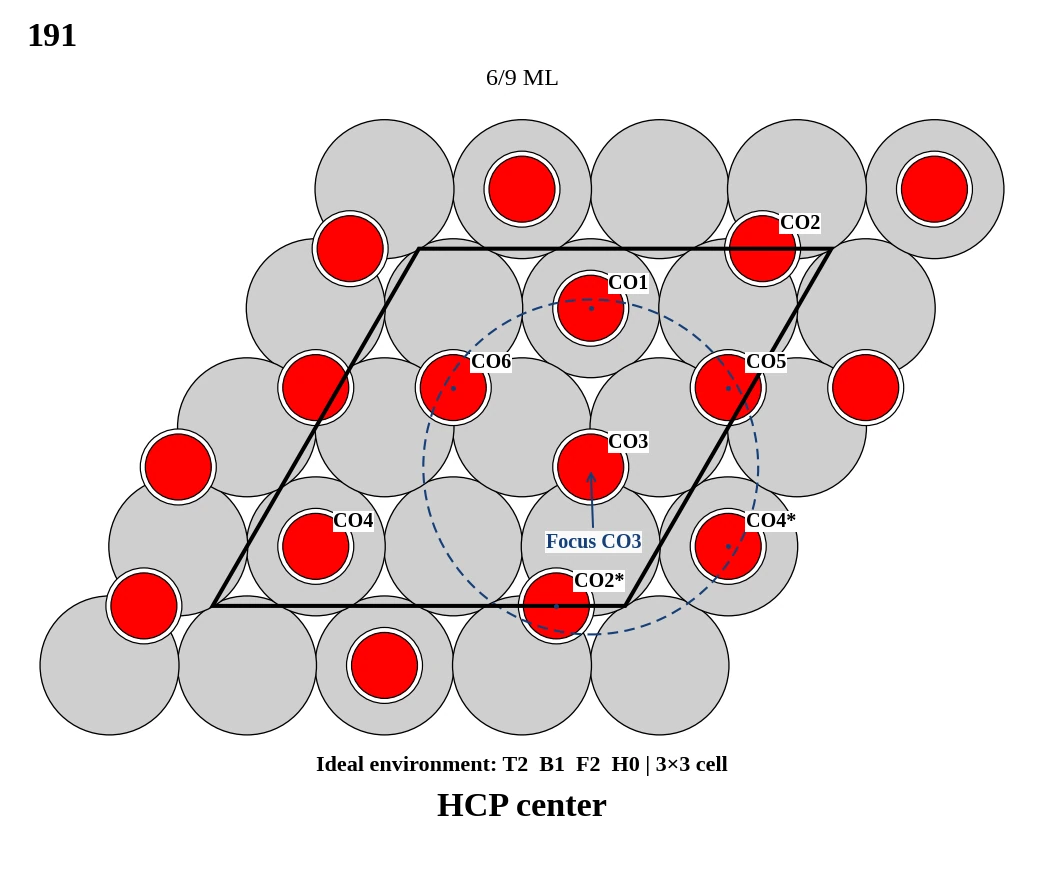 191
6/9 ML
CO2
CO1
CO6
CO5
CO3
CO4
CO4*
Focus CO3
CO2*
Ideal environment: T2 B1 F2 H0 | 3×3 cell
HCP center